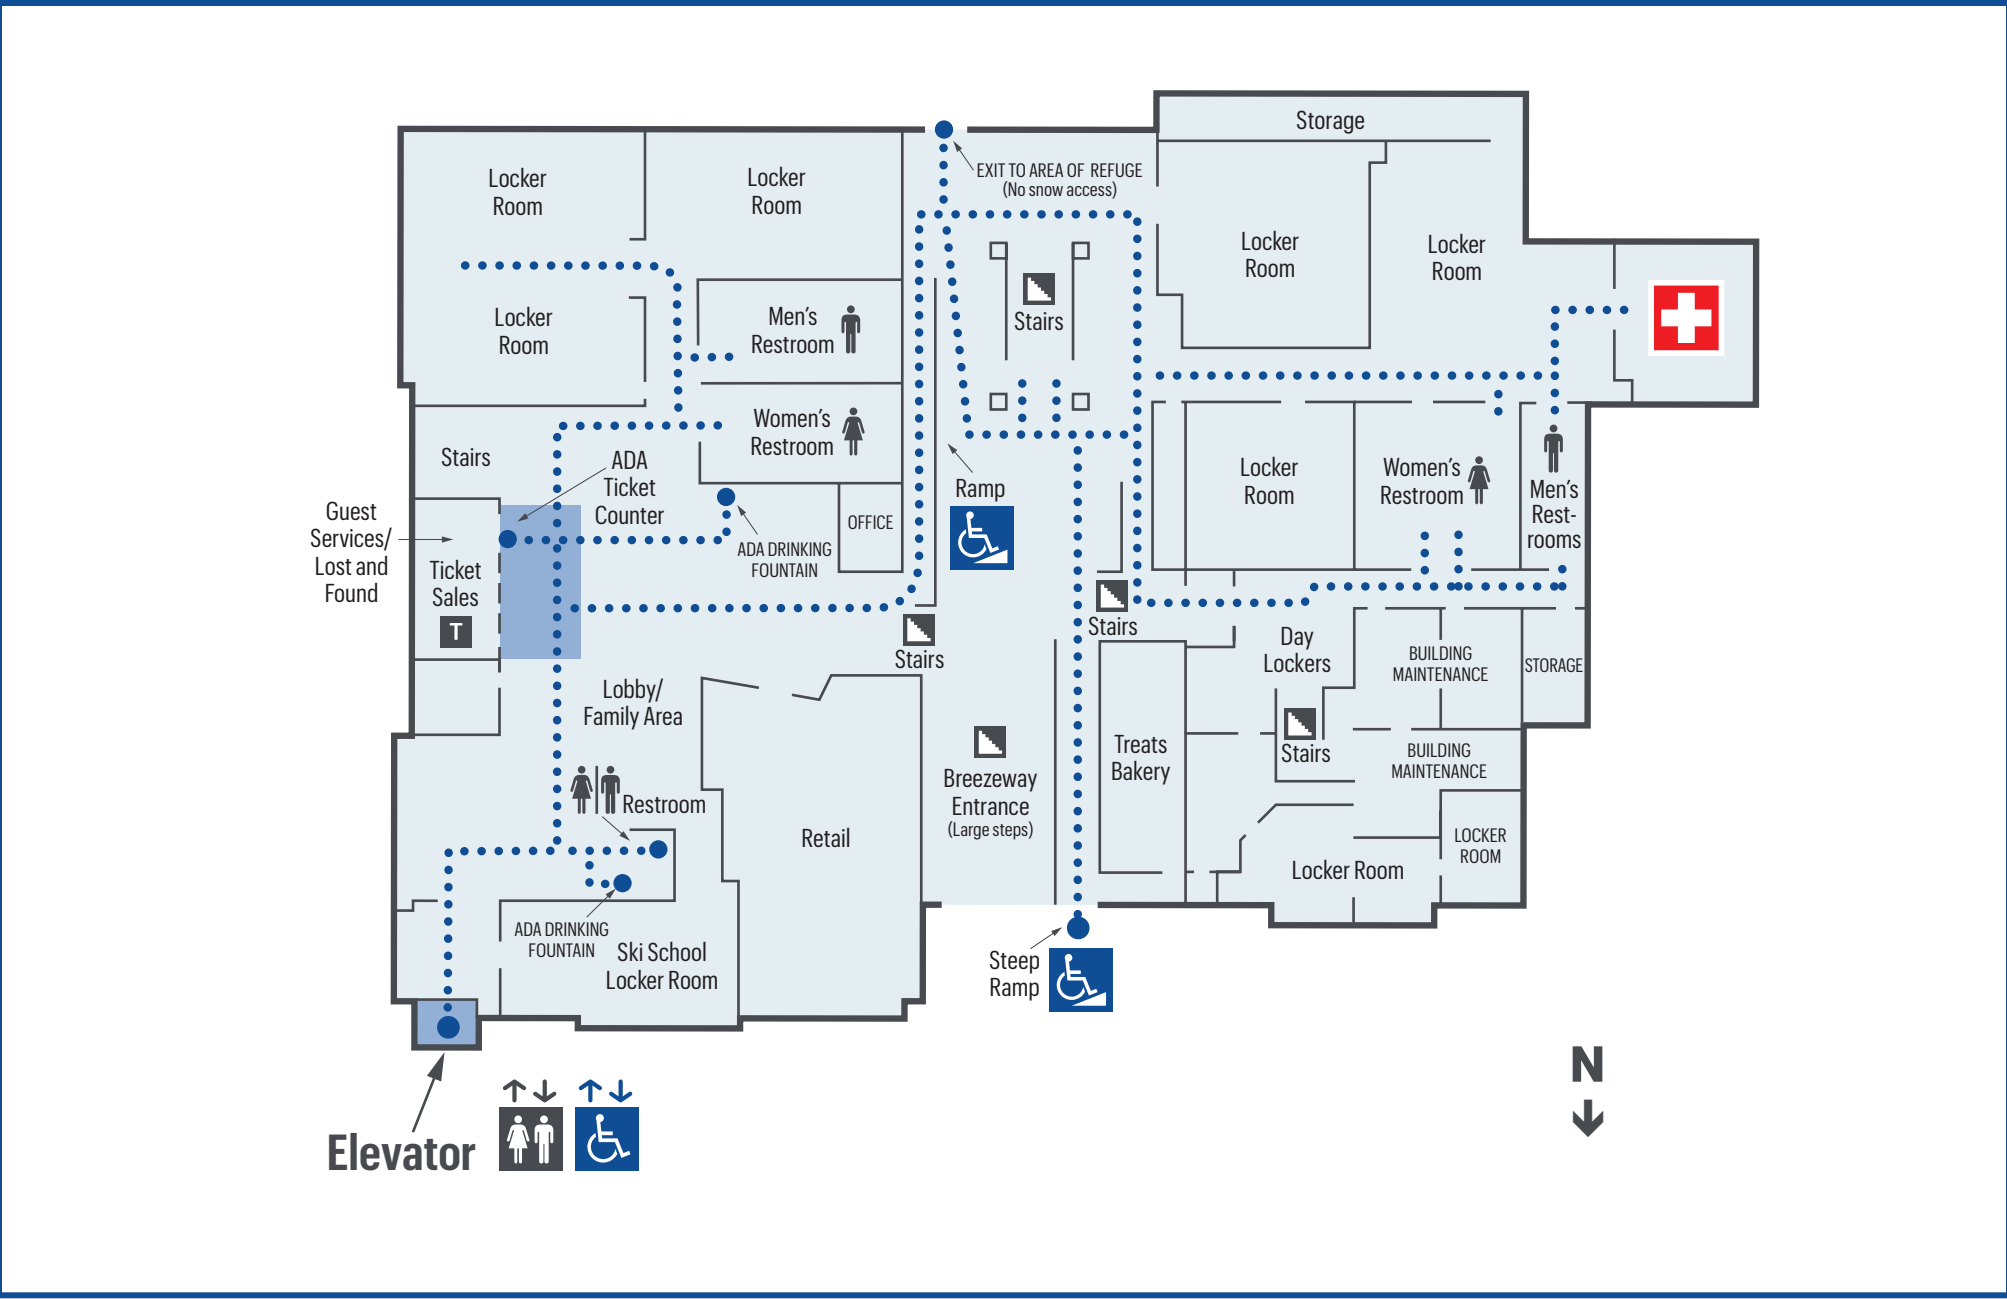 Storage
EXIT TO AREA OF REFUGE
(No snow access)
Locker
Room
Locker
Room
Locker
Room
Locker
Room
Locker
Room
Men's
Restroom
Stairs
Women's
Restroom
Stairs
ADA
Ticket
Counter
Ramp
Locker
Room
Women's
Restroom
Men's
Rest-
rooms
Guest
Services/
Lost and
Found
OFFICE
ADA DRINKING
FOUNTAIN
Ticket
Sales
T
Stairs
Stairs
Day
Lockers
BUILDING
MAINTENANCE
STORAGE
Lobby/
Family Area
Stairs
BUILDING
MAINTENANCE
Treats
Bakery
Breezeway
Entrance
(Large steps)
Restroom
Retail
LOCKER
ROOM
Locker Room
ADA DRINKING
FOUNTAIN
Ski School
Locker Room
Steep
Ramp
N
Elevator